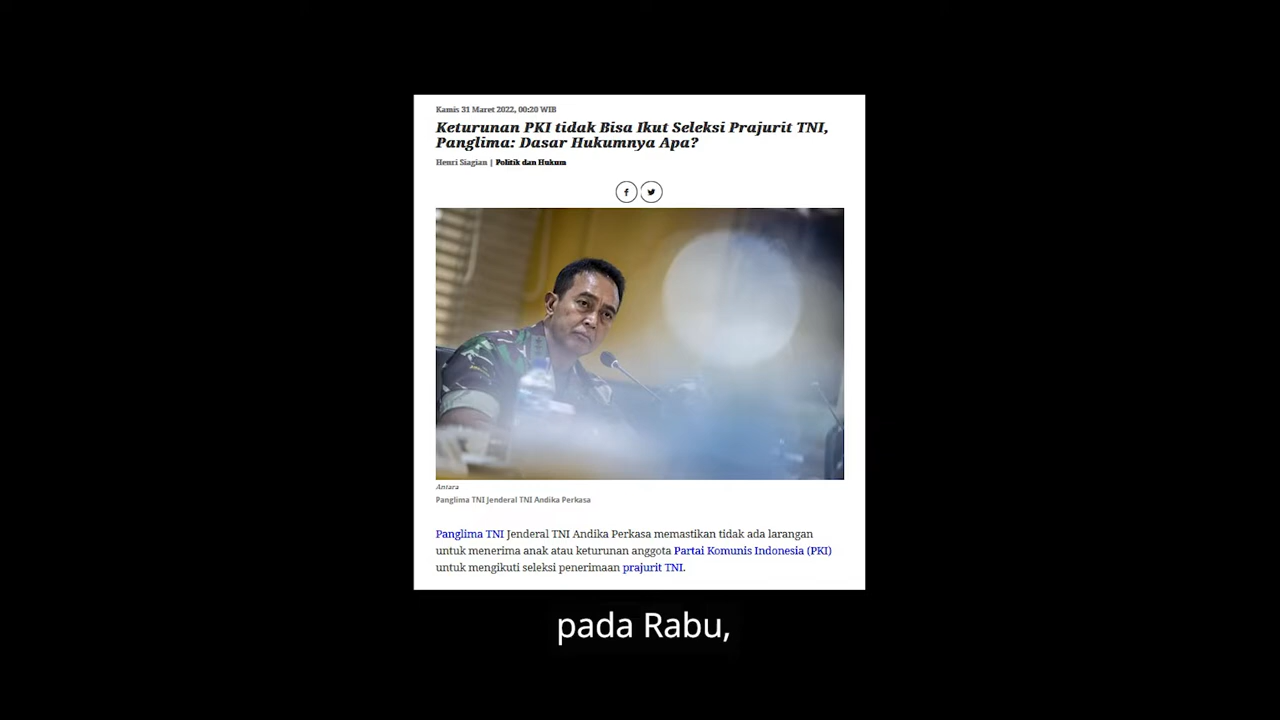 Kamis 31 Maret 2022, 00:20 WIB
Keturunan PKI tidak Bisa Ikut Seleksi Prajurit TNI,
Panglima: Dasar Hukumnya Apa?
Henri Siagian | Politik dan Hukum
Antara
Panglima TNI Jenderal TNI Andika Perkasa
Panglima TNI Jenderal TNI Andika Perkasa memastikan tidak ada larangan
untuk menerima anak atau keturunan anggota Partai Komunis Indonesia (PKI)
untuk mengikuti seleksi penerimaan prajurit TNI.
pada Rabu,